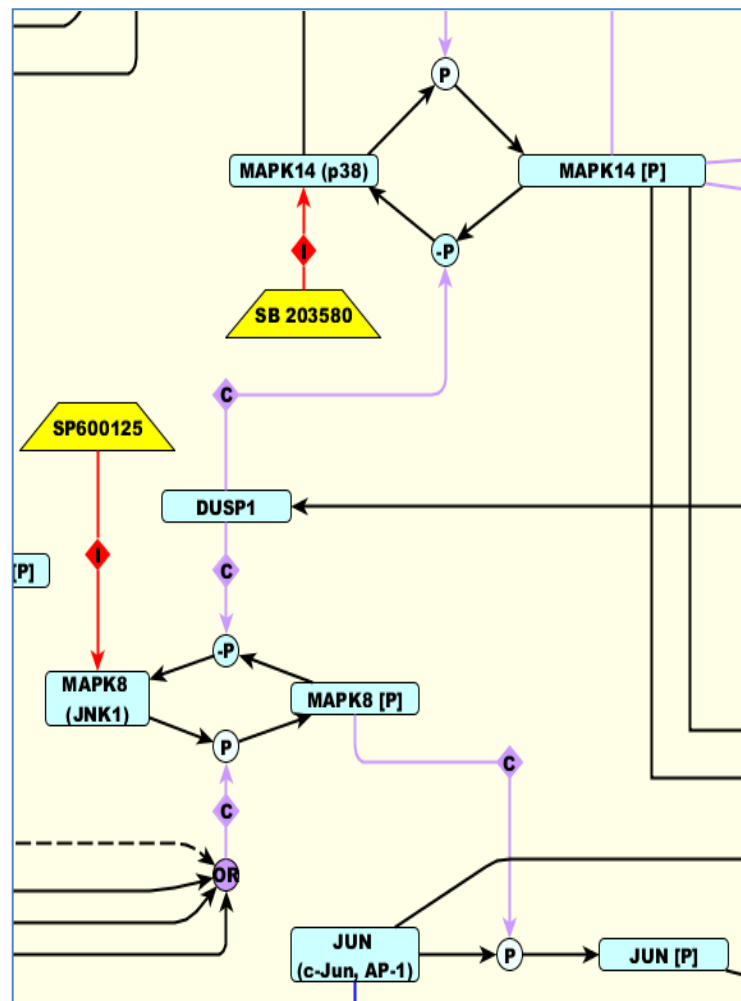 P
MAPK14 (p38)
MAPK14 [P]
-P
I
SB 203580
C
SP600125
DUSP1
I
C
[P]
-P
MAPK8
(JNK1)
MAPK8 [P]
P
C
C
OR
JUN
(c-Jun, AP-1)
P
JUN [P]